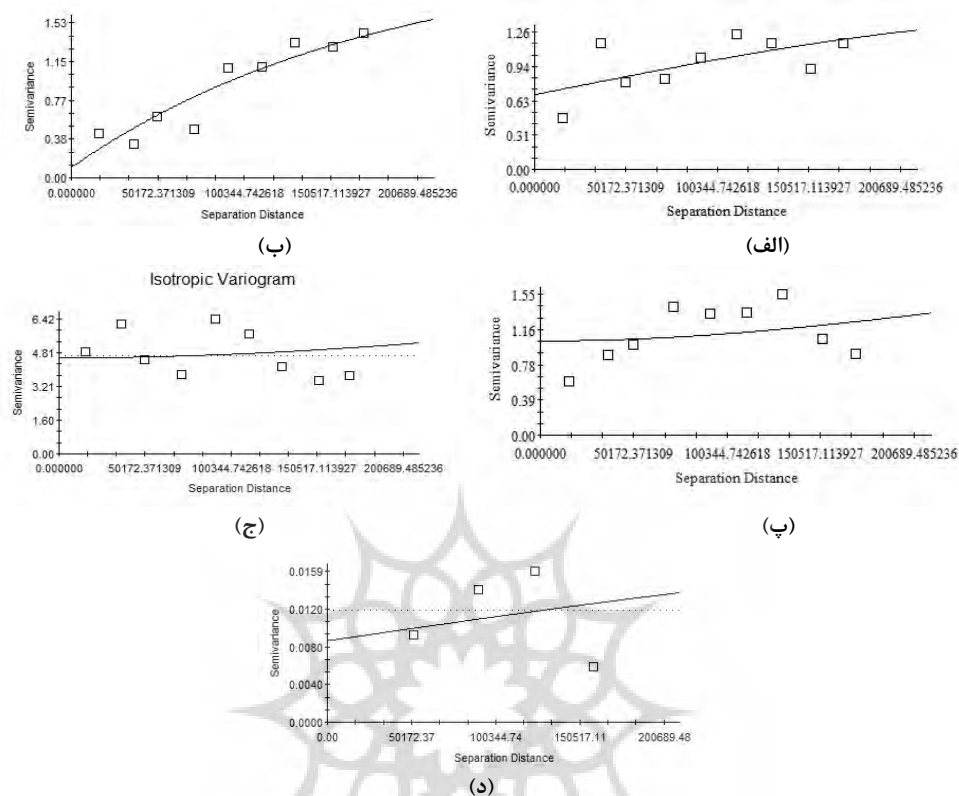 1.53
1.15
0.77
0.38
0.00
Semivariance
0.000000 50172.371309 100344.742618 150517.113927 200689.485236
Separation Distance
(ب)
1.26
0.94
0.63
0.31
0.00
Semivariance
0.000000 50172.371309 100344.742618 150517.113927 200689.485236
Separation Distance
(الف)
Isotropic Variogram
6.42
4.81
3.21
1.60
0.00
Semivariance
0.000000 50172.371309 100344.742618 150517.113927 200689.485236
Separation Distance
(ج)
1.55
1.16
0.78
0.39
0.00
Semivariance
0.000000 50172.371309 100344.742618 150517.113927 200689.485236
Separation Distance
(پ)
0.0159
0.0120
0.0080
0.0040
0.0000
Semivariance
0.00 50172.37 100344.74 150517.11 200689.48
(د)